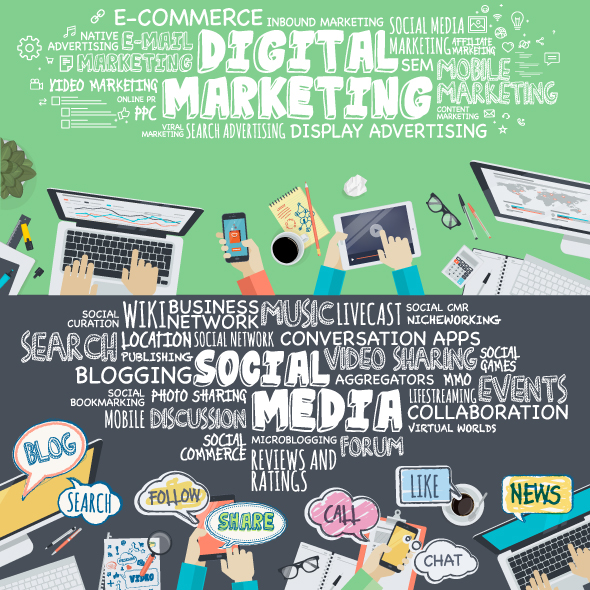 E-COMMERCE
INBOUND MARKETING
SOCIAL MEDIA
MARKETING
NATIVE
ADVERTISING
E-MAIL
MARKETING
DIGITAL
MARKETING
AFFILIATE
MARKETING
SEM
MOBILE
MARKETING
VIDEO MARKETING
ONLINE PR
PPC
CONTENT
MARKETING
VIRAL
MARKETING
SEARCH ADVERTISING
DISPLAY ADVERTISING
SOCIAL
CURATION
WIKI
BUSINESS
NETWORK
MUSIC
LIVECAST
SOCIAL CMR
NICHEWORKING
SEARCH
LOCATION
PUBLISHING
SOCIAL NETWORK
CONVERSATION APPS
BLOGGING
SOCIAL
MEDIA
VIDEO SHARING
SOCIAL
GAMES
AGGREGATORS
MMO
EVENTS
SOCIAL
BOOKMARKING
PHOTO SHARING
LIFESTREAMING
MOBILE
DISCUSSION
COLLABORATION
VIRTUAL WORLDS
SOCIAL
COMMERCE
MICROBLOGGING
FORUM
REVIEWS AND
RATINGS
BLOG
SEARCH
FOLLOW
SHARE
CALL
LIKE
CHAT
NEWS
VIDEO